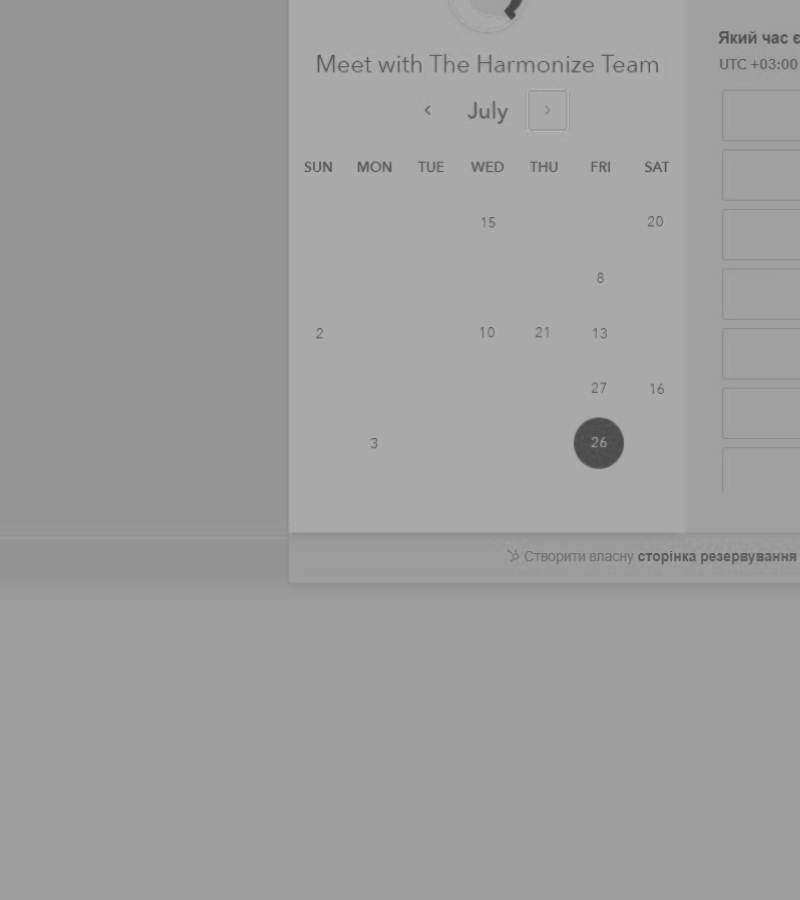 Який час є
Meet with The Harmonize Team
UTC +03:00
July
SUN MON TUE WED THU FRI SAT
15 20
8
2 10 21 13
27 16
3 26
Створити власну сторінка резервування